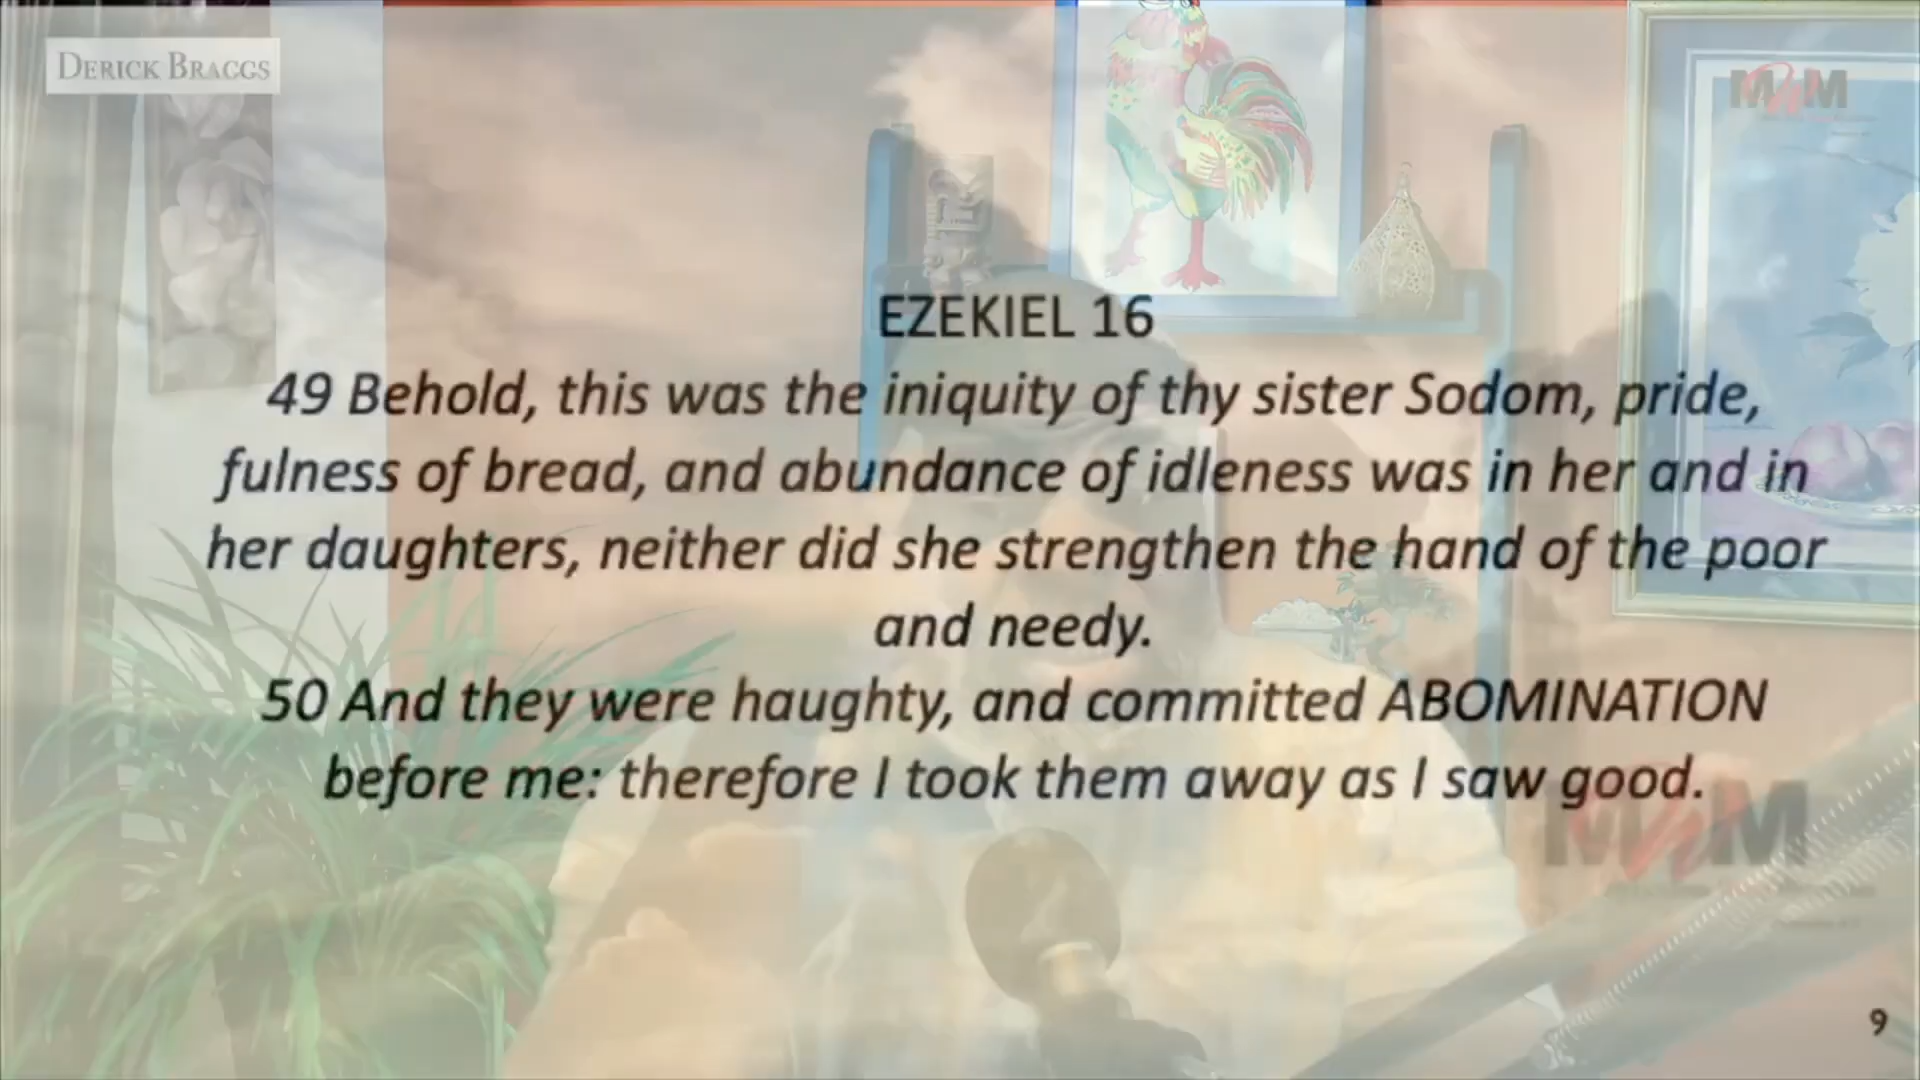 DERICK BRAGGS
MnM
EZEKIEL 16
49 Behold, this was the iniquity of thy sister Sodom, pride,
fulness of bread, and abundance of idleness was in her and in
her daughters, neither did she strengthen the hand of the poor
and needy.
50 And they were haughty, and committed ABOMINATION
before me: therefore I took them away as I saw good.
MnM
9